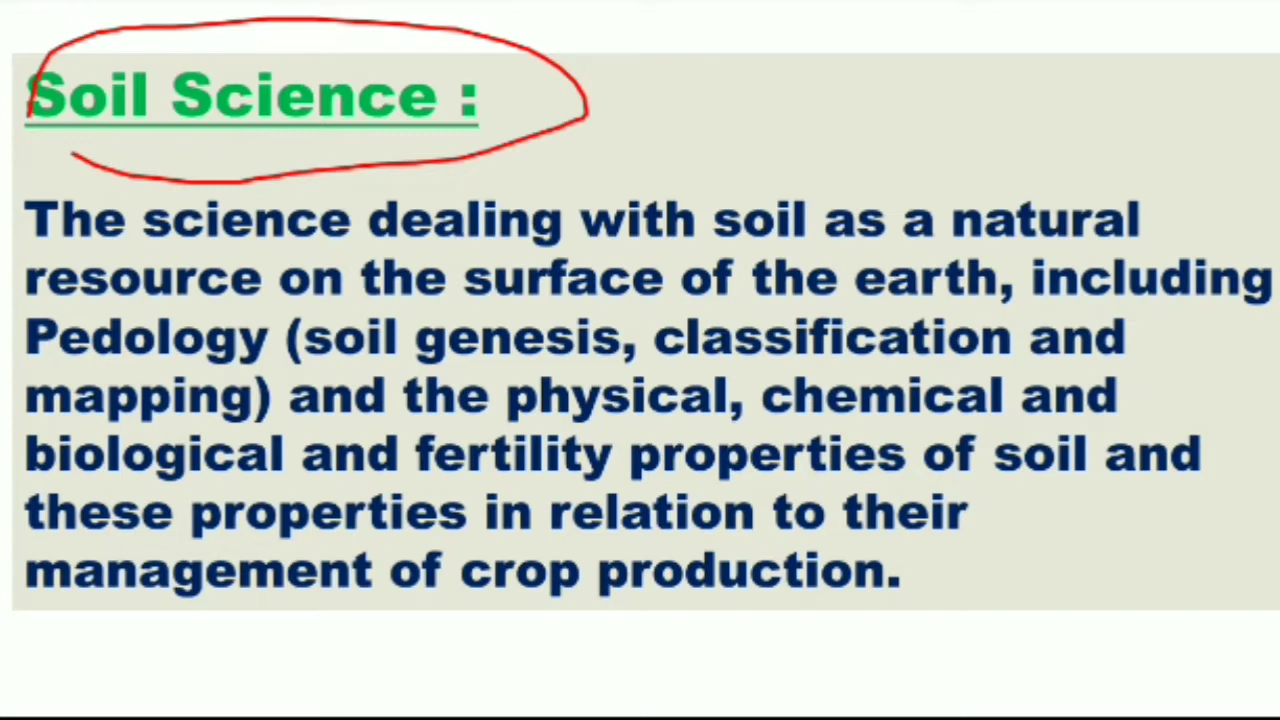 Soil Science :
The science dealing with soil as a natural
resource on the surface of the earth, including
Pedology (soil genesis, classification and
mapping) and the physical, chemical and
biological and fertility properties of soil and
these properties in relation to their
management of crop production.